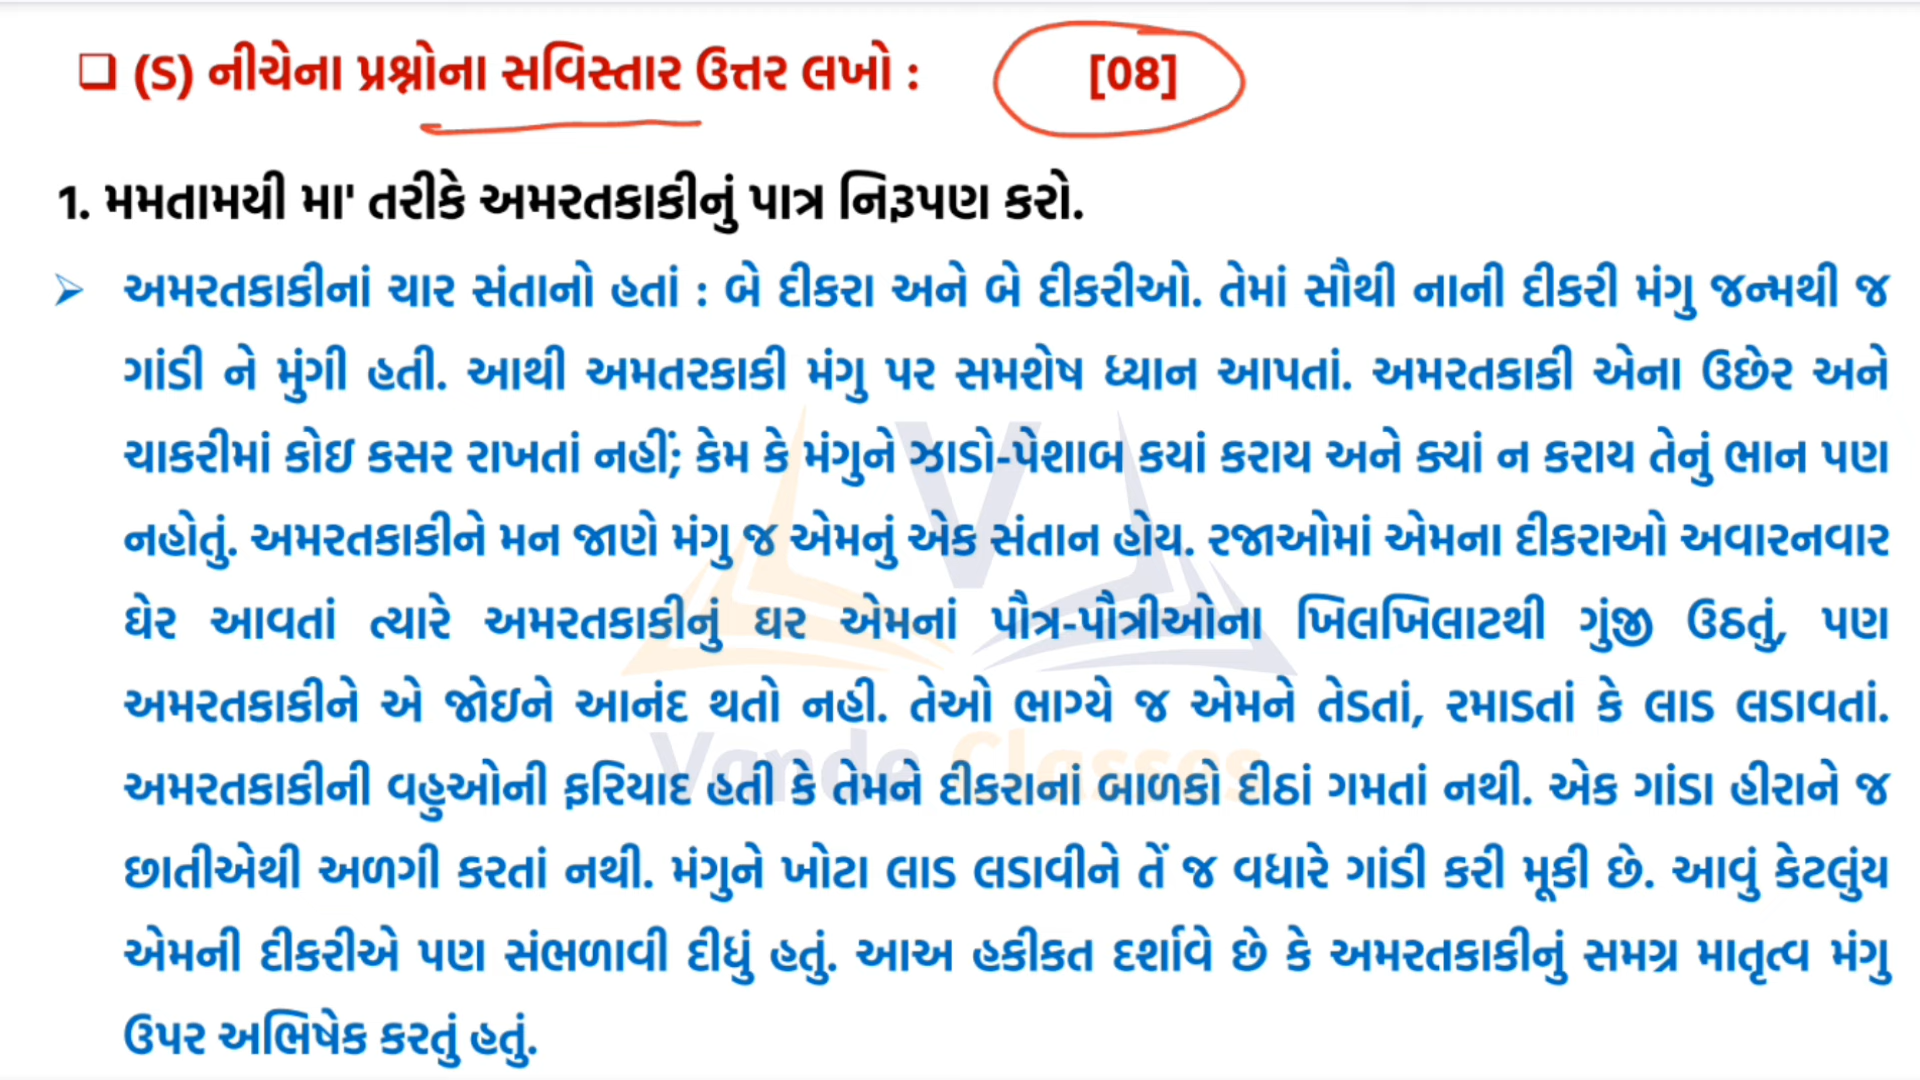 ❑ (S) નીચેના પ્રશ્નોના સવિસ્તાર ઉત્તર લખો : [08]
1. મમતામયી મા' તરીકે અમરતકાકીનું પાત્ર નિરૂપણ કરો.
➢ અમરતકાકીનાં ચાર સંતાનો હતાં : બે દીકરા અને બે દીકરીઓ. તેમાં સૌથી નાની દીકરી મંગુ જન્મથી જ
ગાંડી ને મુંગી હતી. આથી અમતરકાકી મંગુ પર સમશેષ ધ્યાન આપતાં. અમરતકાકી એના ઉછેર અને
ચાકરીમાં કોઇ કસર રાખતાં નહીં; કેમ કે મંગુને ઝાડો-પેશાબ કયાં કરાય અને ક્યાં ન કરાય તેનું ભાન પણ
નહોતું. અમરતકાકીને મન જાણે મંગુ જ એમનું એક સંતાન હોય. રજાઓમાં એમના દીકરાઓ અવારનવાર
ઘેર આવતાં ત્યારે અમરતકાકીનું ઘર એમનાં પૌત્ર-પૌત્રીઓના ખિલખિલાટથી ગુંજી ઉઠતું, પણ
અમરતકાકીને એ જોઇને આનંદ થતો નહી. તેઓ ભાગ્યે જ એમને તેડતાં, રમાડતાં કે લાડ લડાવતાં.
Vande Classes
અમરતકાકીની વહુઓની ફરિયાદ હતી કે તેમને દીકરાનાં બાળકો દીઠાં ગમતાં નથી. એક ગાંડા હીરાને જ
છાતીએથી અળગી કરતાં નથી. મંગુને ખોટા લાડ લડાવીને તેં જ વધારે ગાંડી કરી મૂકી છે. આવું કેટલુંય
એમની દીકરીએ પણ સંભળાવી દીધું હતું. આઅ હકીકત દર્શાવે છે કે અમરતકાકીનું સમગ્ર માતૃત્વ મંગુ
ઉપર અભિષેક કરતું હતું.